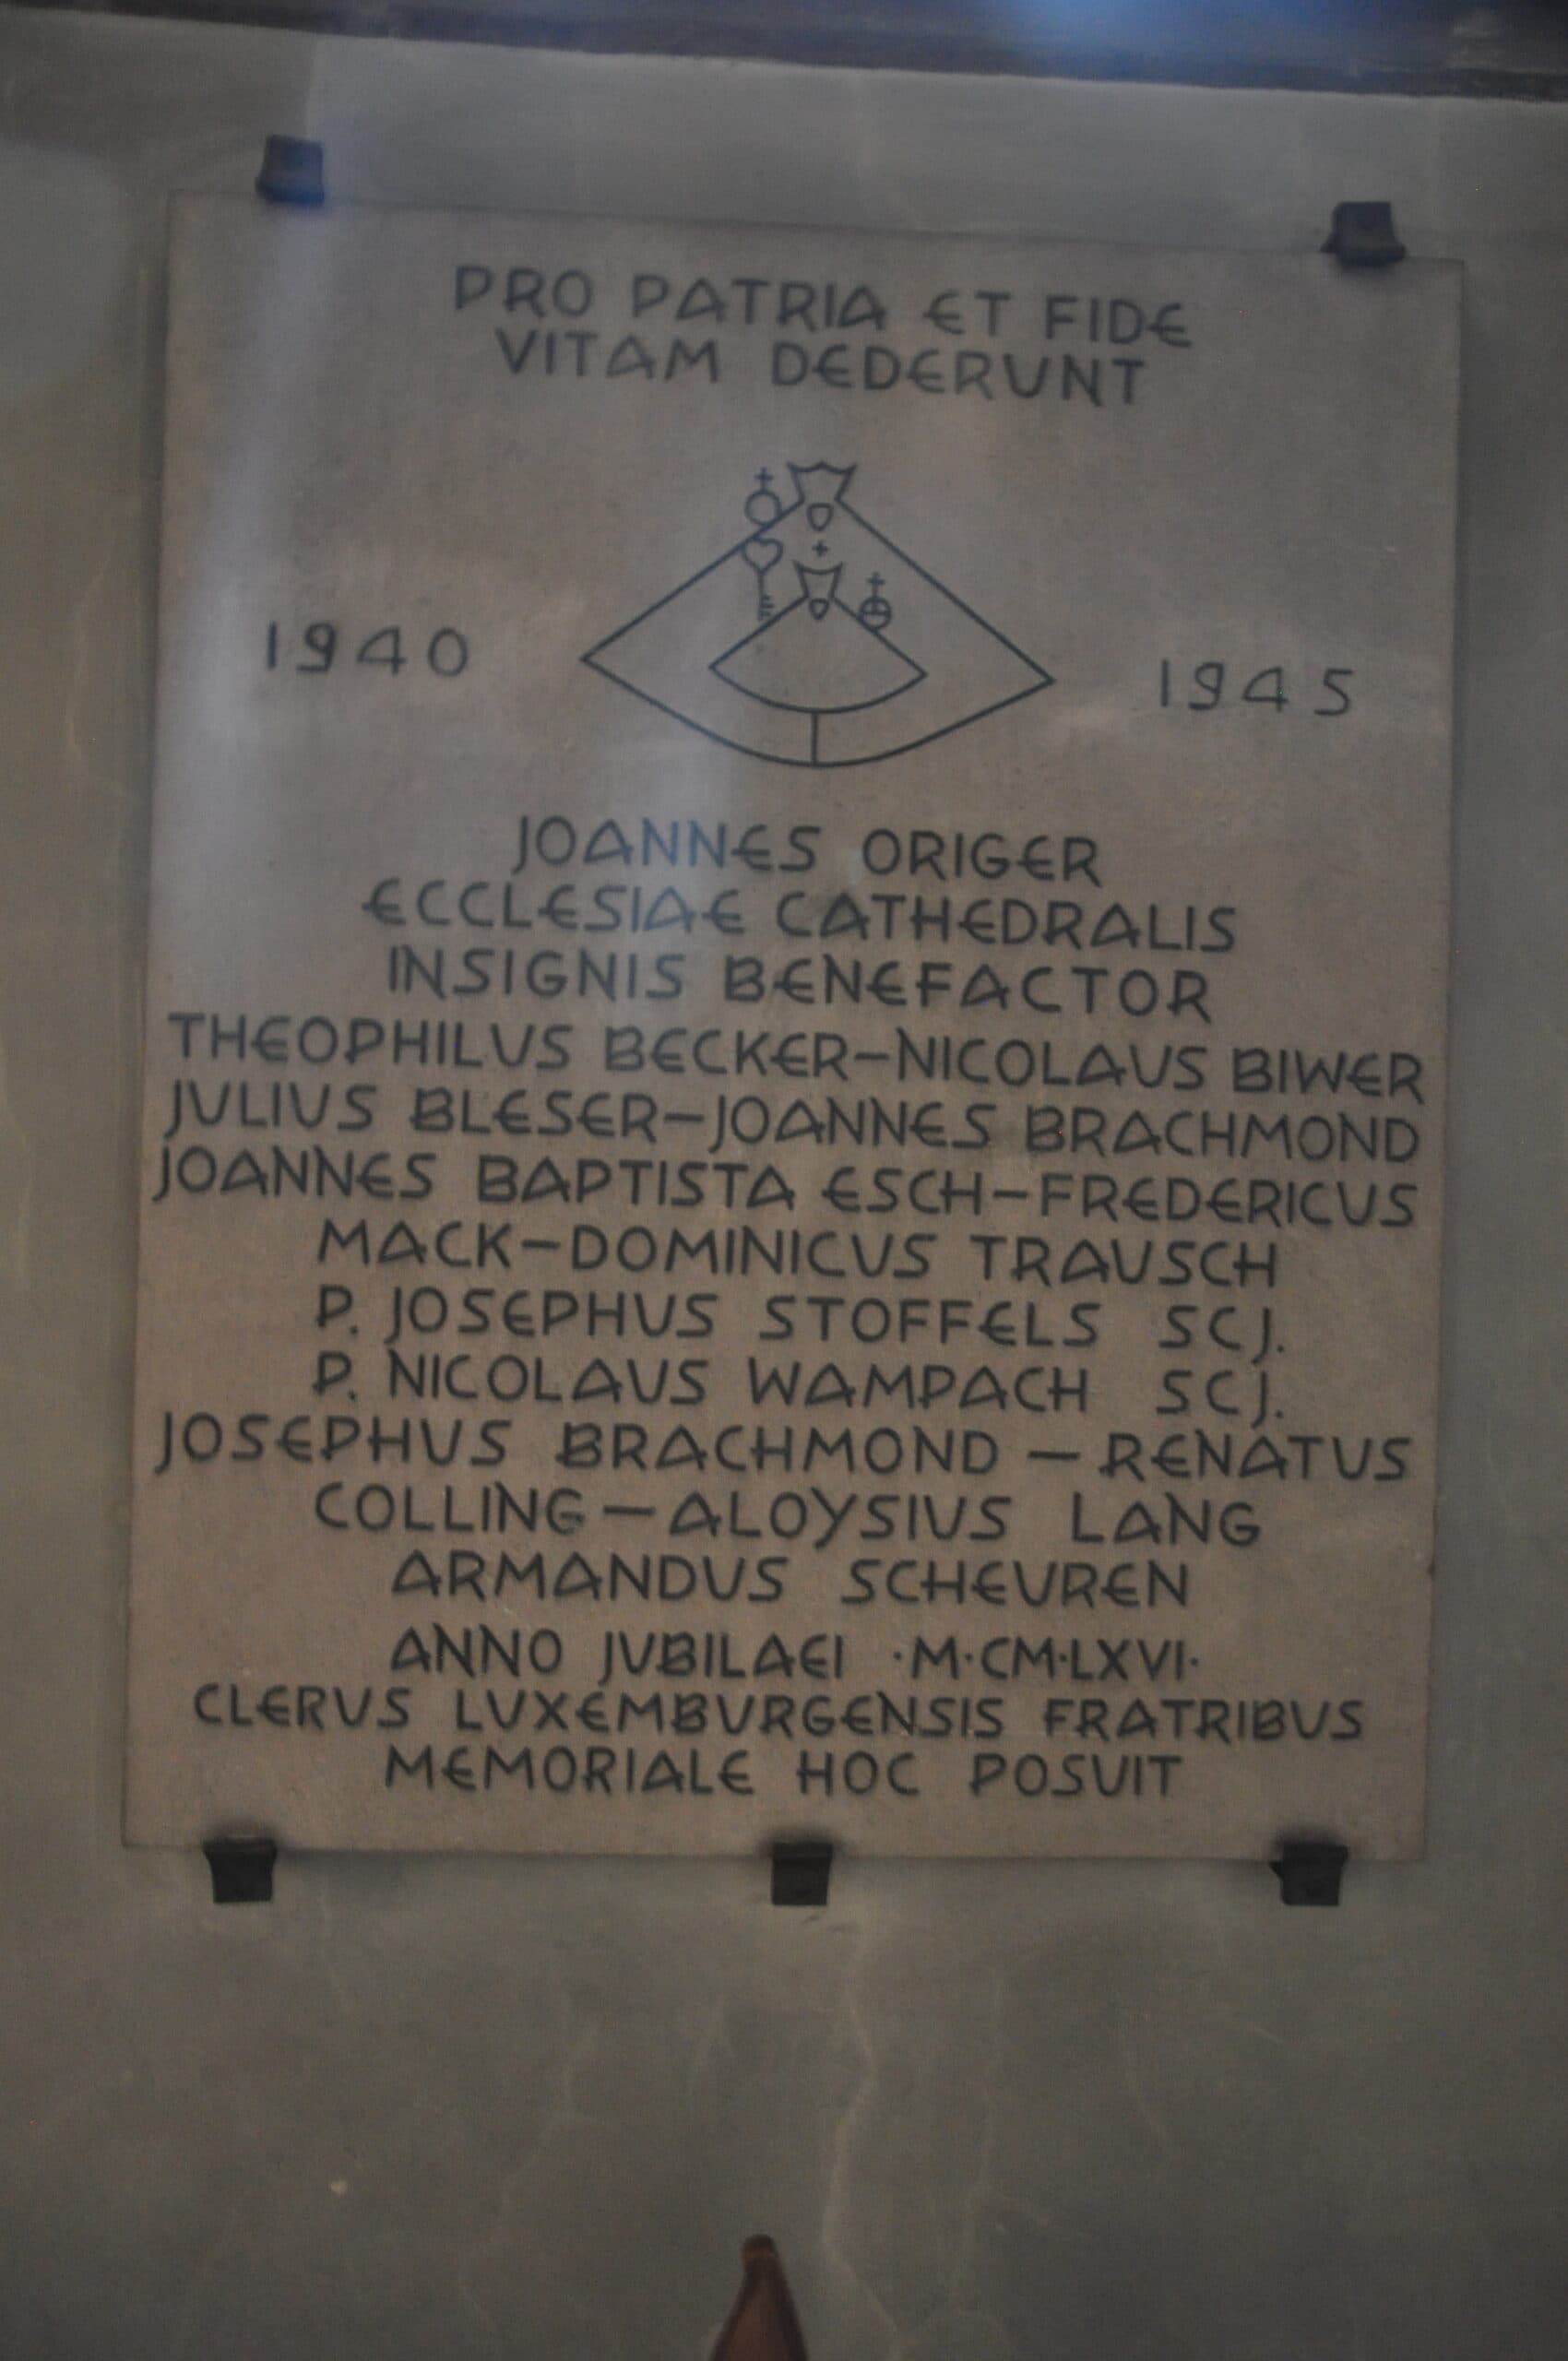 PRO PATRIA ET FIDE
VITAM DEDERUNT
1940 1945
JOANNES ORIGER
ECCLESIAE CATHEDRALIS
INSIGNIS BENEFACTOR
THEOPHILUS BECKER–NICOLAUS BIWER
JULIUS BLESER–JOANNES BRACHMOND
JOANNES BAPTISTA ESCH–FREDERICUS
MACK–DOMINICUS TRAUSCH
P. JOSEPHUS STOFFELS SCJ.
P. NICOLAUS WAMPACH SCJ.
JOSEPHUS BRACHMOND – RENATUS
COLLING – ALOYSIUS LANG
ARMANDUS SCHEUREN
ANNO JUBILAEI ·M·CM·LXVI·
CLERUS LUXEMBURGENSIS FRATRIBUS
MEMORIALE HOC POSUIT